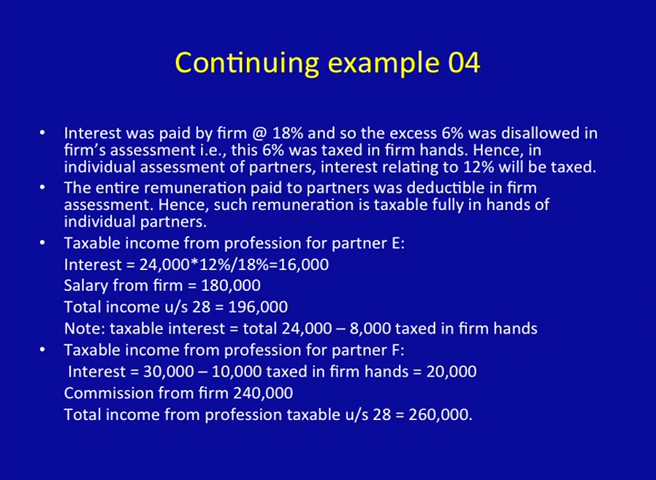 Continuing example 04
• Interest was paid by firm @ 18% and so the excess 6% was disallowed in
firm's assessment i.e., this 6% was taxed in firm hands. Hence, in
individual assessment of partners, interest relating to 12% will be taxed.
• The entire remuneration paid to partners was deductible in firm
assessment. Hence, such remuneration is taxable fully in hands of
individual partners.
• Taxable income from profession for partner E:
Interest = 24,000*12%/18%=16,000
Salary from firm = 180,000
Total income u/s 28 = 196,000
Note: taxable interest = total 24,000 – 8,000 taxed in firm hands
• Taxable income from profession for partner F:
Interest = 30,000 – 10,000 taxed in firm hands = 20,000
Commission from firm 240,000
Total income from profession taxable u/s 28 = 260,000.